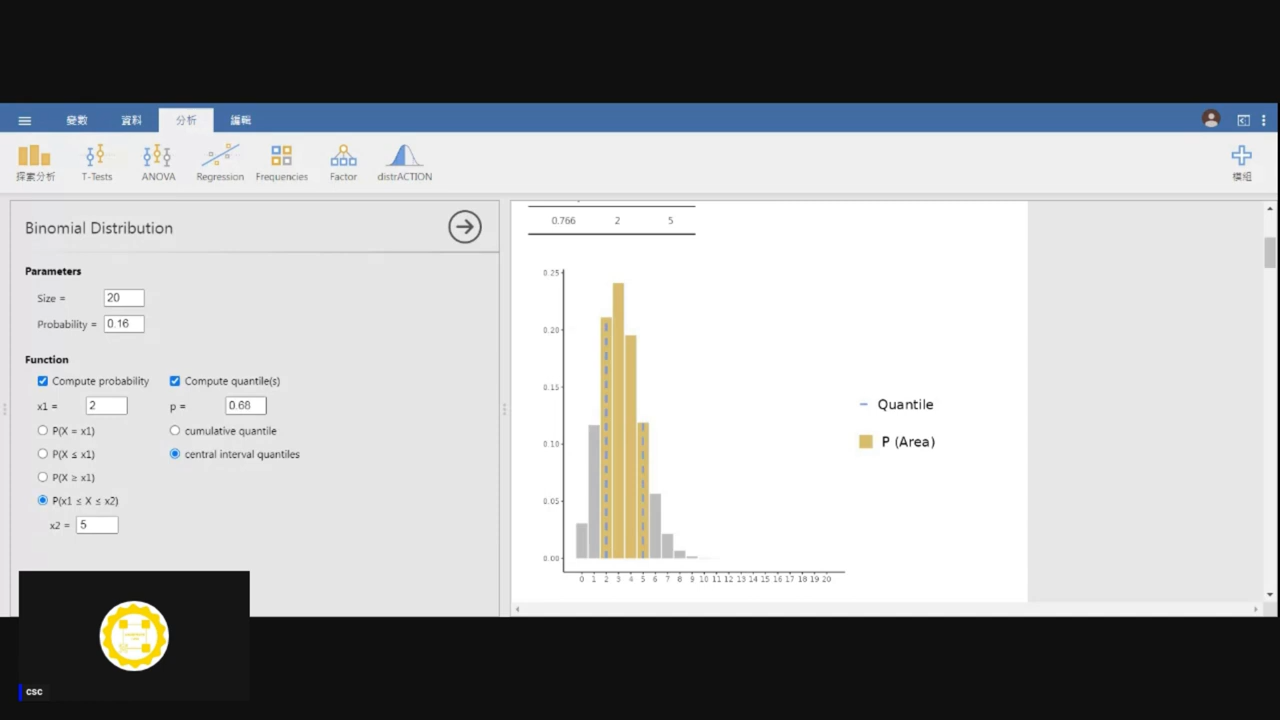 變數 資料 分析 編輯
探索分析 T-Tests ANOVA Regression Frequencies Factor distrACTION 模組
Binomial Distribution
Parameters
Size = 20
Probability = 0.16
Function
Compute probability Compute quantile(s)
x1 = 2 p = 0.68
P(X = x1) cumulative quantile
P(X ≤ x1) central interval quantiles
P(X ≥ x1)
P(x1 ≤ X ≤ x2)
x2 = 5
0.766 2 5
0.25
0.20
0.15
0.10
0.05
0.00
0 1 2 3 4 5 6 7 8 9 10 11 12 13 14 15 16 17 18 19 20
Quantile
P (Area)
csc